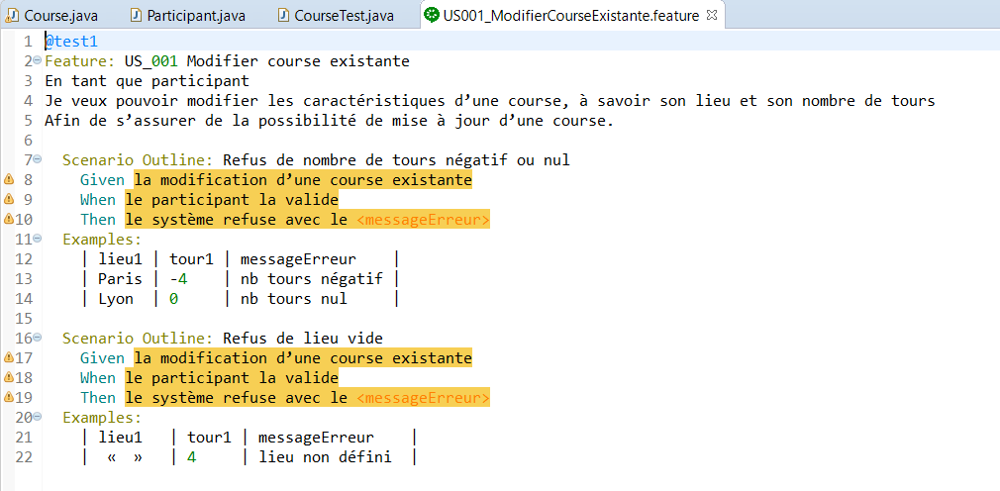 Course.java Participant.java CourseTest.java US001_ModifierCourseExistante.feature
1 @test1
2 Feature: US_001 Modifier course existante
3 En tant que participant
4 Je veux pouvoir modifier les caractéristiques d’une course, à savoir son lieu et son nombre de tours
5 Afin de s’assurer de la possibilité de mise à jour d’une course.
6
7 Scenario Outline: Refus de nombre de tours négatif ou nul
8 Given la modification d’une course existante
9 When le participant la valide
10 Then le système refuse avec le <messageErreur>
11 Examples:
12 | lieu1 | tour1 | messageErreur |
13 | Paris | -4 | nb tours négatif |
14 | Lyon | 0 | nb tours nul |
15
16 Scenario Outline: Refus de lieu vide
17 Given la modification d’une course existante
18 When le participant la valide
19 Then le système refuse avec le <messageErreur>
20 Examples:
21 | lieu1 | tour1 | messageErreur |
22 | « » | 4 | lieu non défini |